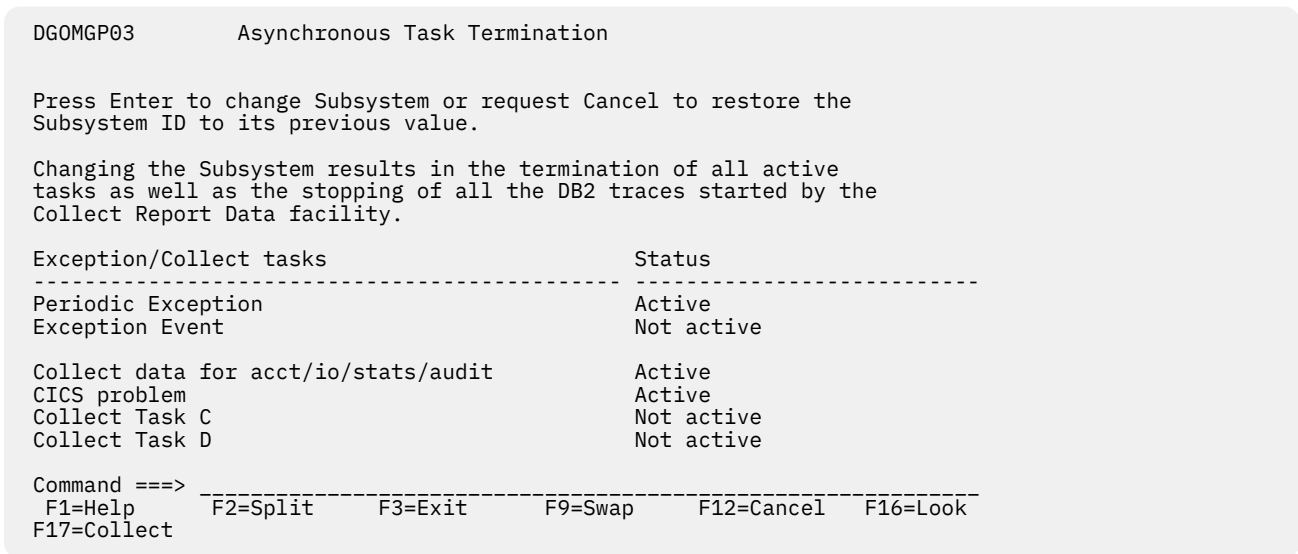 DGOMGP03 Asynchronous Task Termination
Press Enter to change Subsystem or request Cancel to restore the
Subsystem ID to its previous value.
Changing the Subsystem results in the termination of all active
tasks as well as the stopping of all the DB2 traces started by the
Collect Report Data facility.
Exception/Collect tasks Status
---------------------------------------------- ---------------------------
Periodic Exception Active
Exception Event Not active
Collect data for acct/io/stats/audit Active
CICS problem Active
Collect Task C Not active
Collect Task D Not active
Command ===> _____________________________________________________________
F1=Help F2=Split F3=Exit F9=Swap F12=Cancel F16=Look
F17=Collect